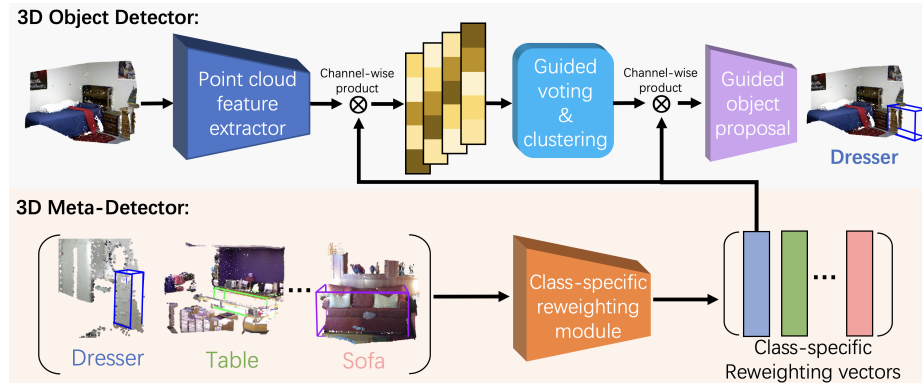 3D Object Detector:
Point cloud
feature
extractor
Channel-wise
product
Guided
voting
&
clustering
Channel-wise
product
Guided
object
proposal
Dresser
3D Meta-Detector:
Dresser
Table
...
Sofa
Class-specific
reweighting
module
...
Class-specific
Reweighting vectors